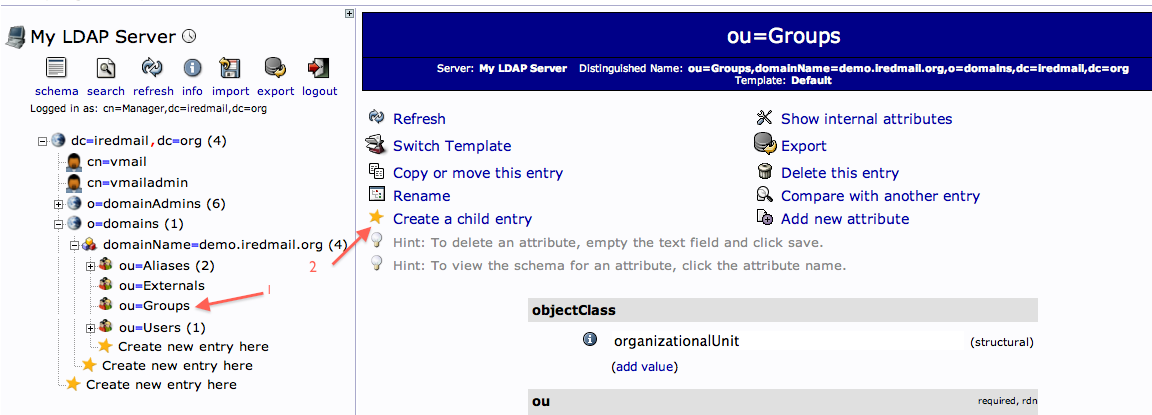 My LDAP Server
schema search refresh info import export logout
Logged in as: cn=Manager,dc=iredmail,dc=org
dc=iredmail,dc=org (4)
cn=vmail
cn=vmailadmin
o=domainAdmins (6)
o=domains (1)
domainName=demo.iredmail.org (4)
ou=Aliases (2)
ou=Externals
ou=Groups
1
ou=Users (1)
Create new entry here
Create new entry here
Create new entry here
ou=Groups
Server: My LDAP Server Distinguished Name: ou=Groups,domainName=demo.iredmail.org,o=domains,dc=iredmail,dc=org
Template: Default
Refresh
Switch Template
Copy or move this entry
Rename
Create a child entry
2
Show internal attributes
Export
Delete this entry
Compare with another entry
Add new attribute
Hint: To delete an attribute, empty the text field and click save.
Hint: To view the schema for an attribute, click the attribute name.
objectClass
organizationalUnit (structural)
(add value)
ou required, rdn